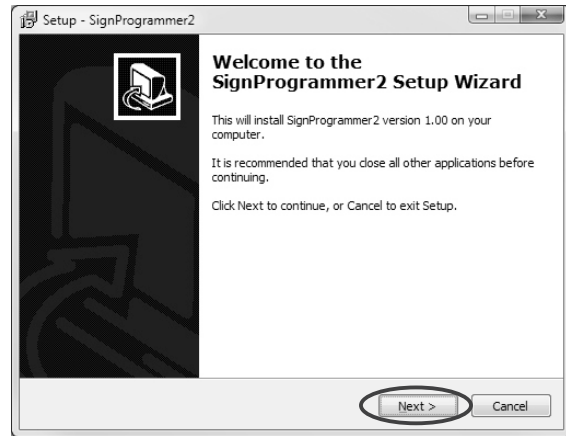 Setup - SignProgrammer2
Welcome to the
SignProgrammer2 Setup Wizard
This will install SignProgrammer2 version 1.00 on your
computer.
It is recommended that you close all other applications before
continuing.
Click Next to continue, or Cancel to exit Setup.
Next >
Cancel